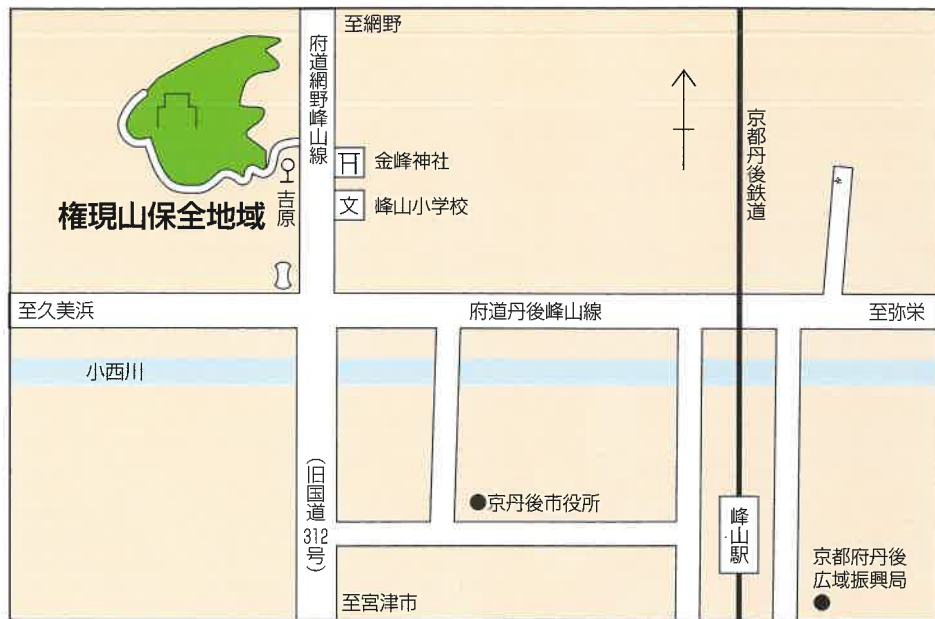 至網野
府道網野峰山線
京都丹後鉄道
金峰神社
文
峰山小学校
吉原
権現山保全地域
至久美浜
府道丹後峰山線
至弥栄
小西川
(旧国道312号)
京丹後市役所
峰山駅
京都府丹後
広域振興局
至宮津市